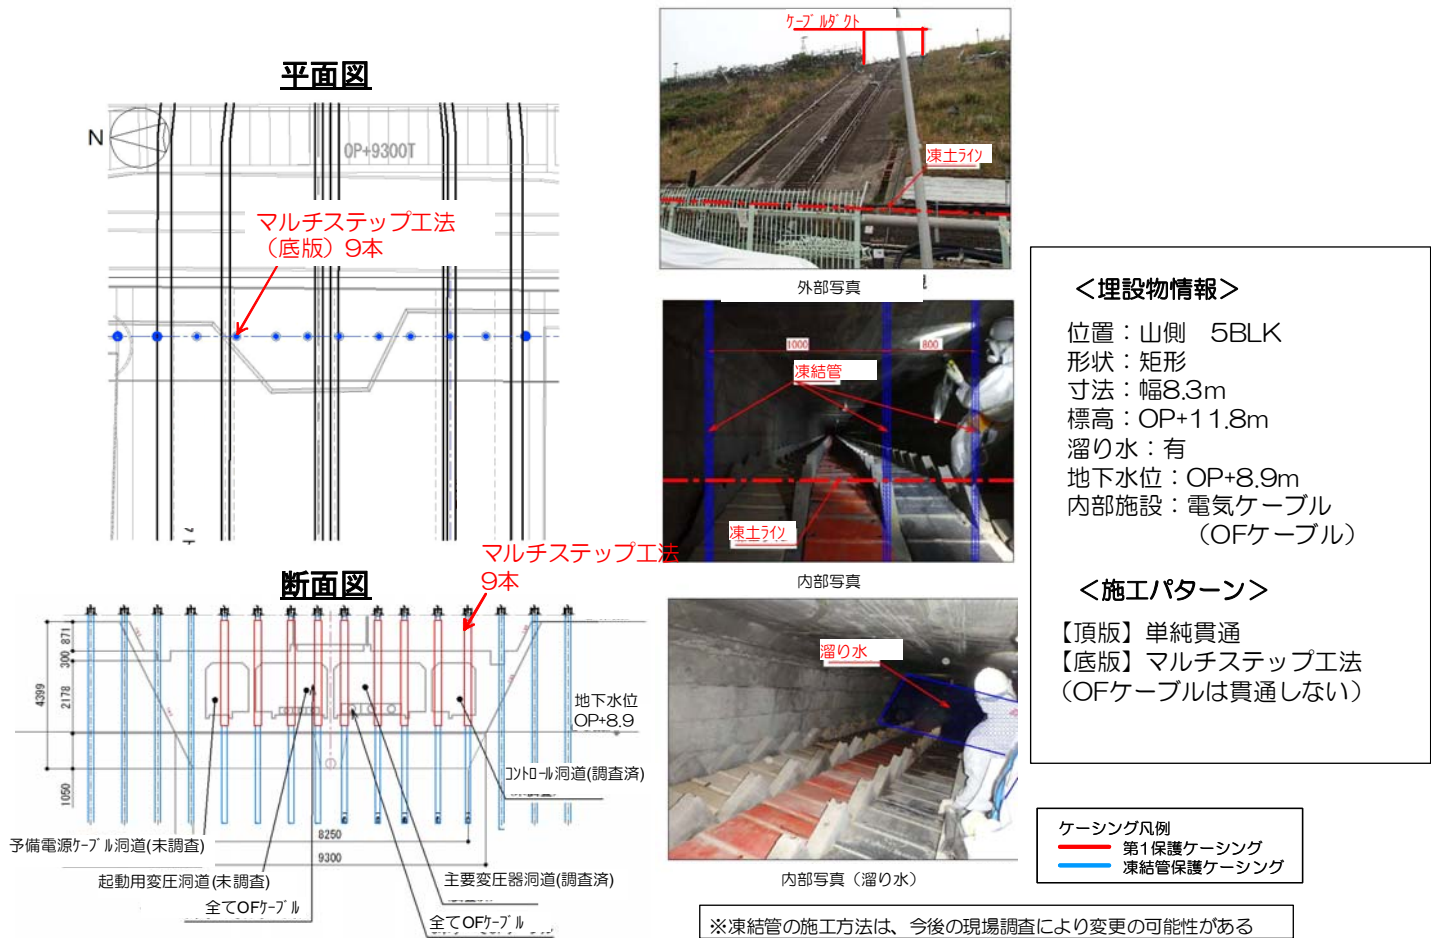 平面図
N
OP+9300T
マルチステップ工法
（底版）9本
断面図
マルチステップ工法
9本
871
300
2178
4399
1050
地下水位
OP+8.9
コントロール洞道(調査済)
8250
9300
予備電源ケーブル洞道(未調査)
起動用変圧洞道(未調査)
全てOFケーブル
主要変圧器洞道(調査済)
全てOFケーブル
ケーブルダクト
凍土ライン
外部写真
1000
800
凍結管
凍土ライン
内部写真
溜り水
内部写真（溜り水）
＜埋設物情報＞
位置：山側　5BLK
形状：矩形
寸法：幅8.3m
標高：OP+11.8m
溜り水：有
地下水位：OP+8.9m
内部施設：電気ケーブル
（OFケーブル）
＜施工パターン＞
【頂版】単純貫通
【底版】マルチステップ工法
（OFケーブルは貫通しない）
ケーシング凡例
第1保護ケーシング
凍結管保護ケーシング
※凍結管の施工方法は、今後の現場調査により変更の可能性がある